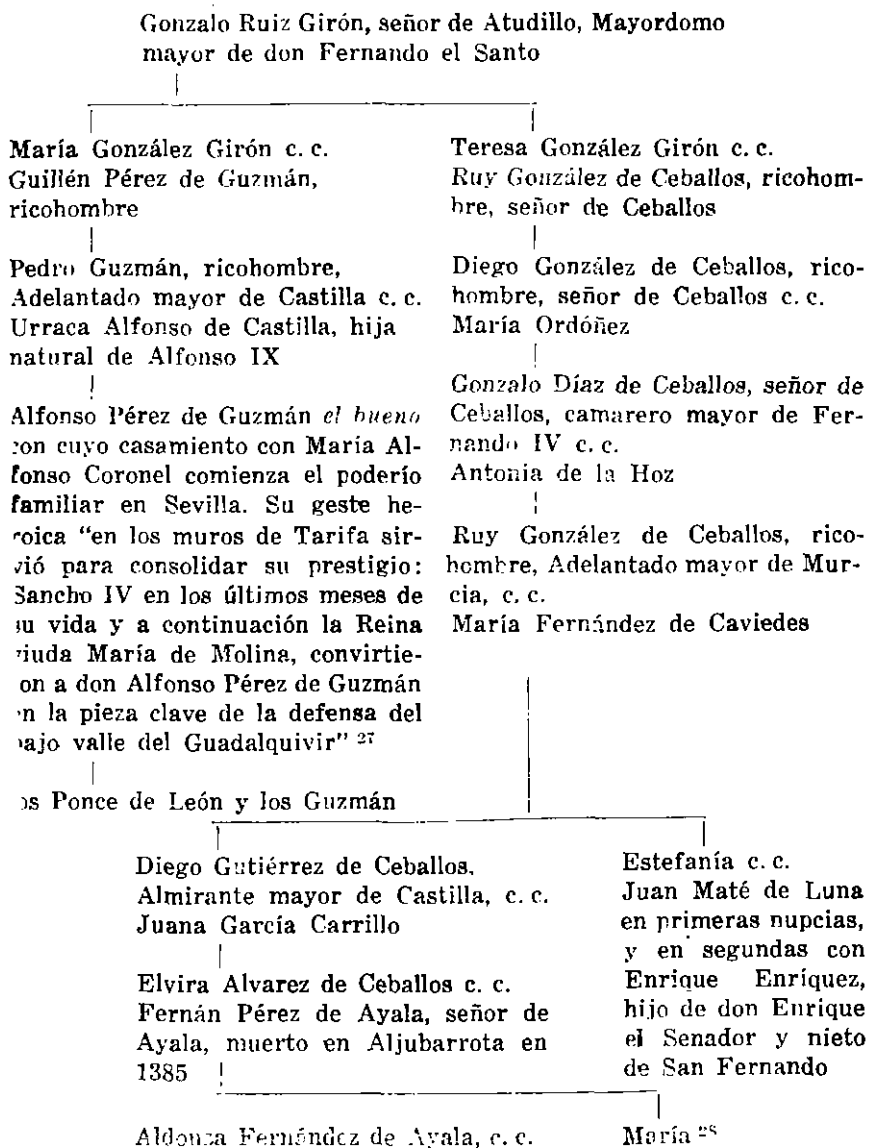 Gonzalo Ruiz Girón, señor de Atudillo, Mayordomo
mayor de don Fernando el Santo
María González Girón c. c.
Guillén Pérez de Guzmán,
ricohombre
Pedro Guzmán, ricohombre,
Adelantado mayor de Castilla c. c.
Urraca Alfonso de Castilla, hija
natural de Alfonso IX
Alfonso Pérez de Guzmán el bueno
con cuyo casamiento con María Al-
fonso Coronel comienza el poderío
familiar en Sevilla. Su geste he-
roica "en los muros de Tarifa sir-
vió para consolidar su prestigio:
Sancho IV en los últimos meses de
su vida y a continuación la Reina
viuda María de Molina, convirtie-
on a don Alfonso Pérez de Guzmán
n la pieza clave de la defensa del
ajo valle del Guadalquivir" 27
os Ponce de León y los Guzmán
Teresa González Girón c. c.
Ruy González de Ceballos, ricohom-
bre, señor de Ceballos
Diego González de Ceballos, rico-
hombre, señor de Ceballos c. c.
María Ordóñez
Gonzalo Díaz de Ceballos, señor de
Ceballos, camarero mayor de Fer-
nando IV c. c.
Antonia de la Hoz
Ruy González de Ceballos, rico-
hombre, Adelantado mayor de Mur-
cia, c. c.
María Fernández de Caviedes
Diego Gutiérrez de Ceballos,
Almirante mayor de Castilla, c. c.
Juana García Carrillo
Elvira Alvarez de Ceballos c. c.
Fernán Pérez de Ayala, señor de
Ayala, muerto en Aljubarrota en
1385
Estefanía c. c.
Juan Maté de Luna
en primeras nupcias,
y en segundas con
Enrique Enríquez,
hijo de don Enrique
el Senador y nieto
de San Fernando
Aldonza Fernández de Ayala, c. c.
María 28